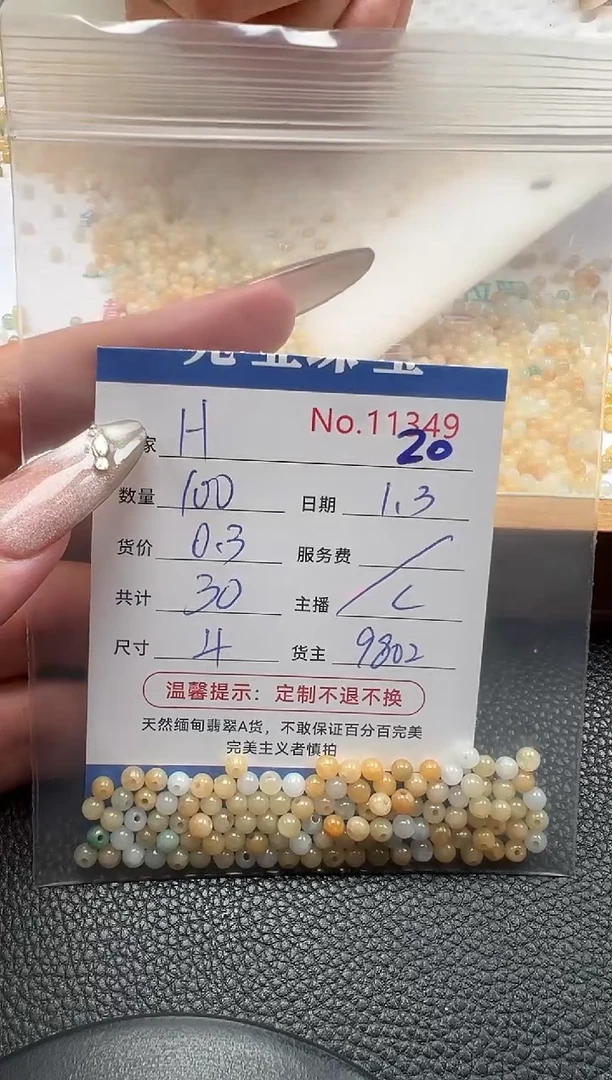 家 H No.11349
20
数量 100 日期 1.3
货价 0.3 服务费 /
共计 30 主播 C
尺寸 4 货主 9802
温馨提示：定制不退不换
天然缅甸翡翠A货，不敢保证百分百完美
完美主义者慎拍